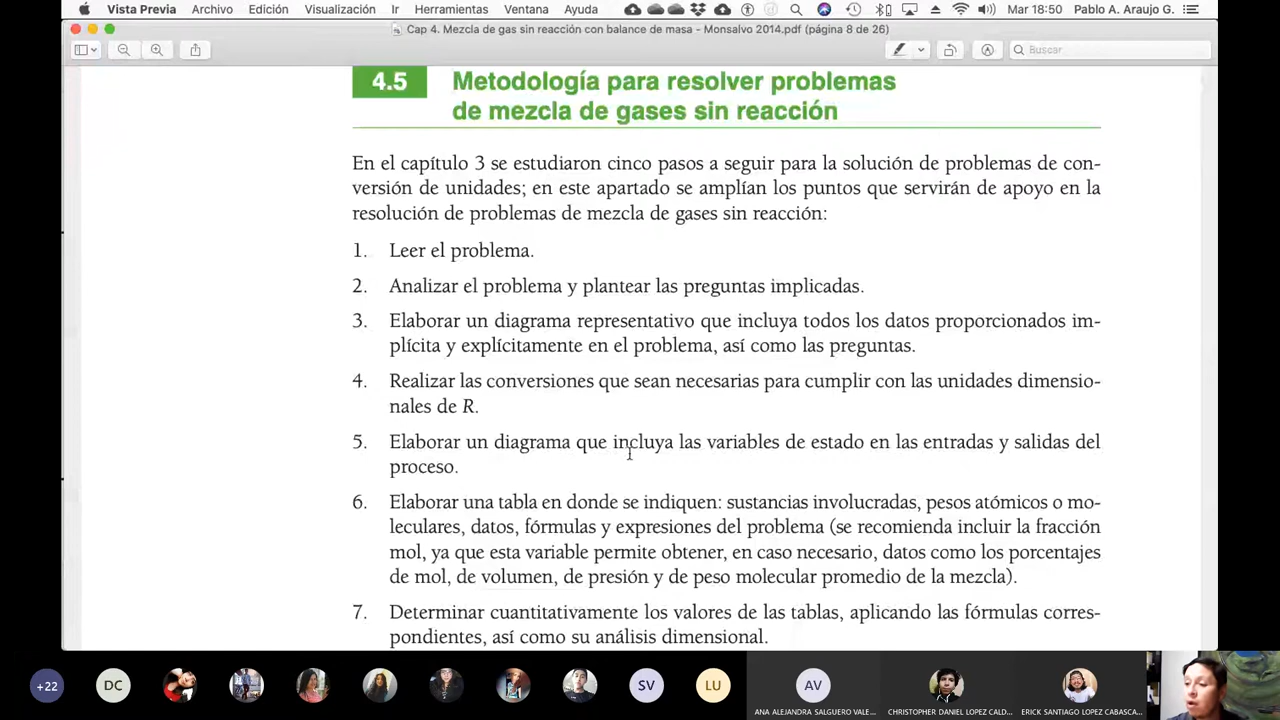 Vista Previa Archivo Edición Visualización Ir Herramientas Ventana Ayuda Mar 18:50 Pablo A. Araujo G.
Cap 4. Mezcla de gas sin reacción con balance de masa - Monsalvo 2014.pdf (página 8 de 26)
Buscar
4.5 Metodología para resolver problemas
de mezcla de gases sin reacción
En el capítulo 3 se estudiaron cinco pasos a seguir para la solución de problemas de con-
versión de unidades; en este apartado se amplían los puntos que servirán de apoyo en la
resolución de problemas de mezcla de gases sin reacción:
1. Leer el problema.
2. Analizar el problema y plantear las preguntas implicadas.
3. Elaborar un diagrama representativo que incluya todos los datos proporcionados im-
plícita y explícitamente en el problema, así como las preguntas.
4. Realizar las conversiones que sean necesarias para cumplir con las unidades dimensio-
nales de R.
5. Elaborar un diagrama que incluya las variables de estado en las entradas y salidas del
proceso.
6. Elaborar una tabla en donde se indiquen: sustancias involucradas, pesos atómicos o mo-
leculares, datos, fórmulas y expresiones del problema (se recomienda incluir la fracción
mol, ya que esta variable permite obtener, en caso necesario, datos como los porcentajes
de mol, de volumen, de presión y de peso molecular promedio de la mezcla).
7. Determinar cuantitativamente los valores de las tablas, aplicando las fórmulas corres-
pondientes, así como su análisis dimensional.
+22 DC SV LU AV
ANA ALEJANDRA SALGUERO VALE... CHRISTOPHER DANIEL LOPEZ CALD... ERICK SANTIAGO LOPEZ CABASCA...